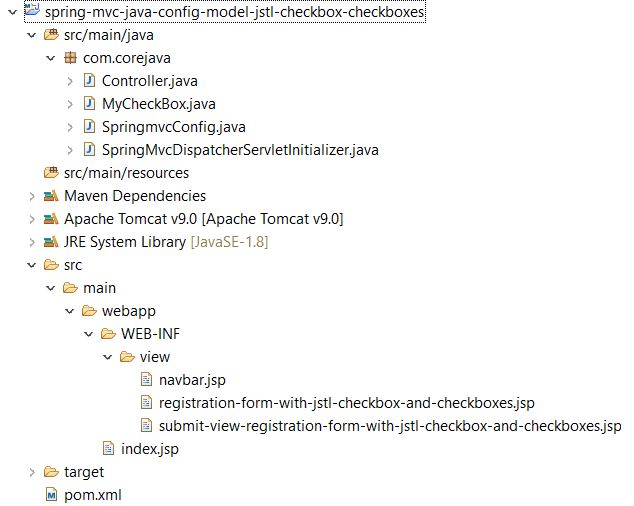 spring-mvc-java-config-model-jstl-checkbox-checkboxes
src/main/java
com.corejava
Controller.java
MyCheckBox.java
SpringmvcConfig.java
SpringMvcDispatcherServletInitializer.java
src/main/resources
Maven Dependencies
Apache Tomcat v9.0 [Apache Tomcat v9.0]
JRE System Library [JavaSE-1.8]
src
main
webapp
WEB-INF
view
navbar.jsp
registration-form-with-jstl-checkbox-and-checkboxes.jsp
submit-view-registration-form-with-jstl-checkbox-and-checkboxes.jsp
index.jsp
target
pom.xml